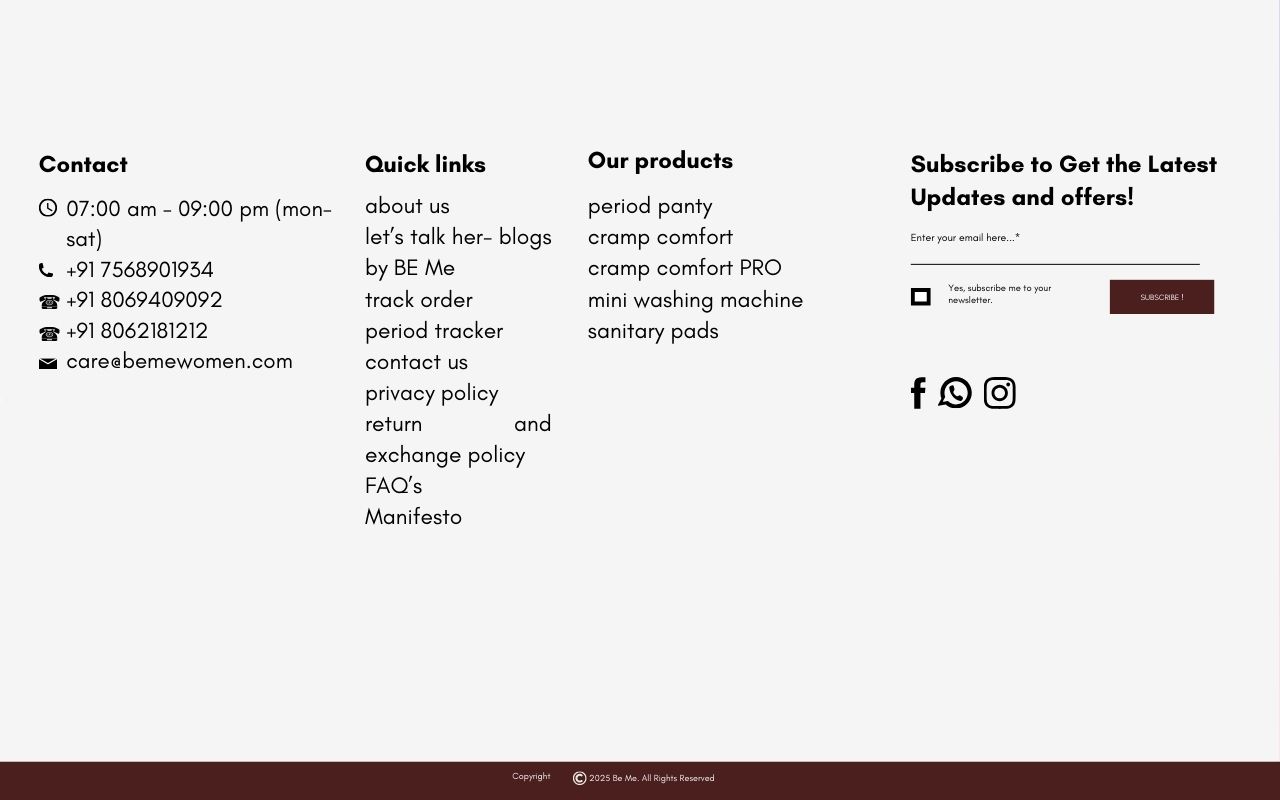 Contact
07:00 am - 09:00 pm (mon-
sat)
+91 7568901934
+91 8069409092
+91 8062181212
care@bemewomen.com
Quick links
about us
let’s talk her- blogs
by BE Me
track order
period tracker
contact us
privacy policy
return and
exchange policy
FAQ’s
Manifesto
Our products
period panty
cramp comfort
cramp comfort PRO
mini washing machine
sanitary pads
Subscribe to Get the Latest
Updates and offers!
Enter your email here...*
Yes, subscribe me to your
newsletter.
SUBSCRIBE !
Copyright © 2025 Be Me. All Rights Reserved